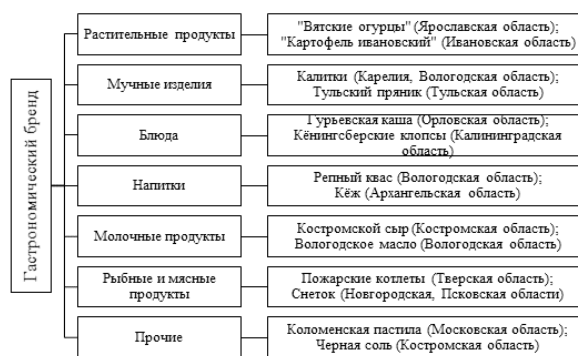 Гастрономический бренд
Растительные продукты
"Вятские огурцы" (Ярославская область);
"Картофель ивановский" (Ивановская область)
Мучные изделия
Калитки (Карелия, Вологодская область);
Тульский пряник (Тульская область)
Блюда
Гурьевская каша (Орловская область);
Кёнингсберские клопсы (Калининградская
область)
Напитки
Репный квас (Вологодская область);
Кёж (Архангельская область)
Молочные продукты
Костромской сыр (Костромская область);
Вологодское масло (Вологодская область)
Рыбные и мясные
продукты
Пожарские котлеты (Тверская область);
Снеток (Новгородская, Псковская области)
Прочие
Коломенская пастила (Московская область);
Черная соль (Костромская область)